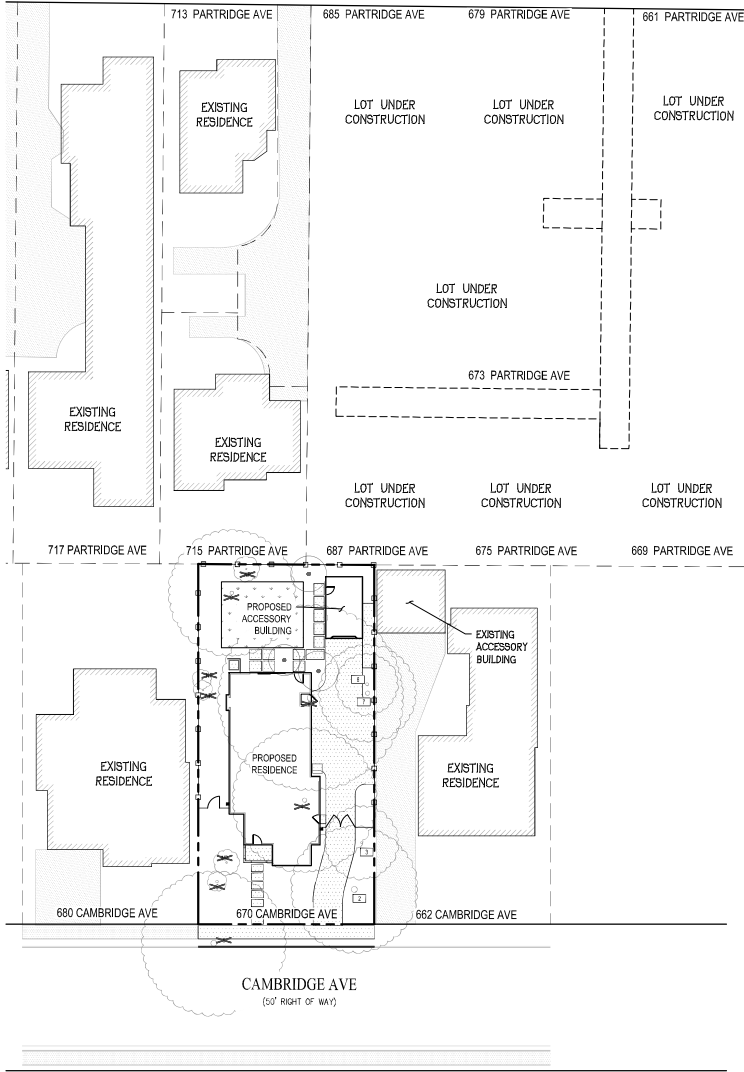 713 PARTRIDGE AVE
685 PARTRIDGE AVE
679 PARTRIDGE AVE
661 PARTRIDGE AVE
EXISTING
RESIDENCE
LOT UNDER
CONSTRUCTION
LOT UNDER
CONSTRUCTION
LOT UNDER
CONSTRUCTION
LOT UNDER
CONSTRUCTION
673 PARTRIDGE AVE
EXISTING
RESIDENCE
EXISTING
RESIDENCE
LOT UNDER
CONSTRUCTION
LOT UNDER
CONSTRUCTION
LOT UNDER
CONSTRUCTION
717 PARTRIDGE AVE
715 PARTRIDGE AVE
687 PARTRIDGE AVE
675 PARTRIDGE AVE
669 PARTRIDGE AVE
PROPOSED
ACCESSORY
BUILDING
EXISTING
ACCESSORY
BUILDING
6
7
EXISTING
RESIDENCE
PROPOSED
RESIDENCE
EXISTING
RESIDENCE
3
2
680 CAMBRIDGE AVE
670 CAMBRIDGE AVE
662 CAMBRIDGE AVE
CAMBRIDGE AVE
(50' RIGHT OF WAY)